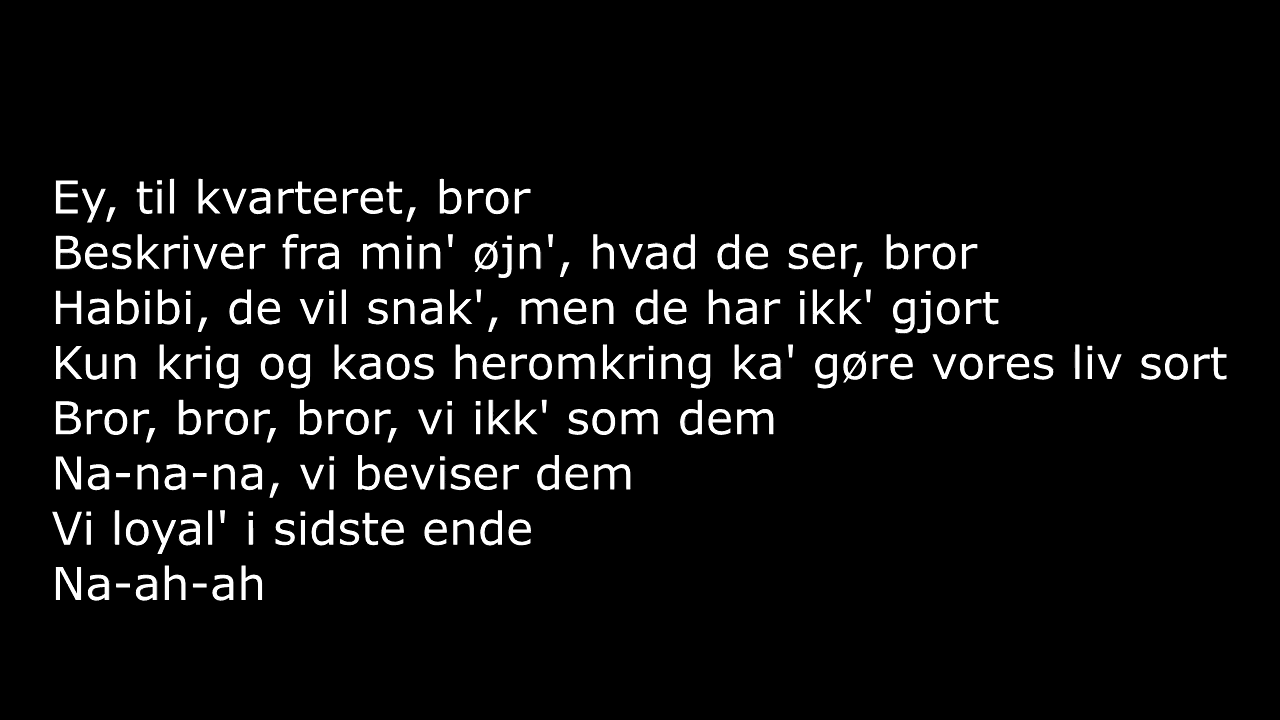 Ey, til kvarteret, bror
Beskriver fra min' øjn', hvad de ser, bror
Habibi, de vil snak', men de har ikk' gjort
Kun krig og kaos heromkring ka' gøre vores liv sort
Bror, bror, bror, vi ikk' som dem
Na-na-na, vi beviser dem
Vi loyal' i sidste ende
Na-ah-ah